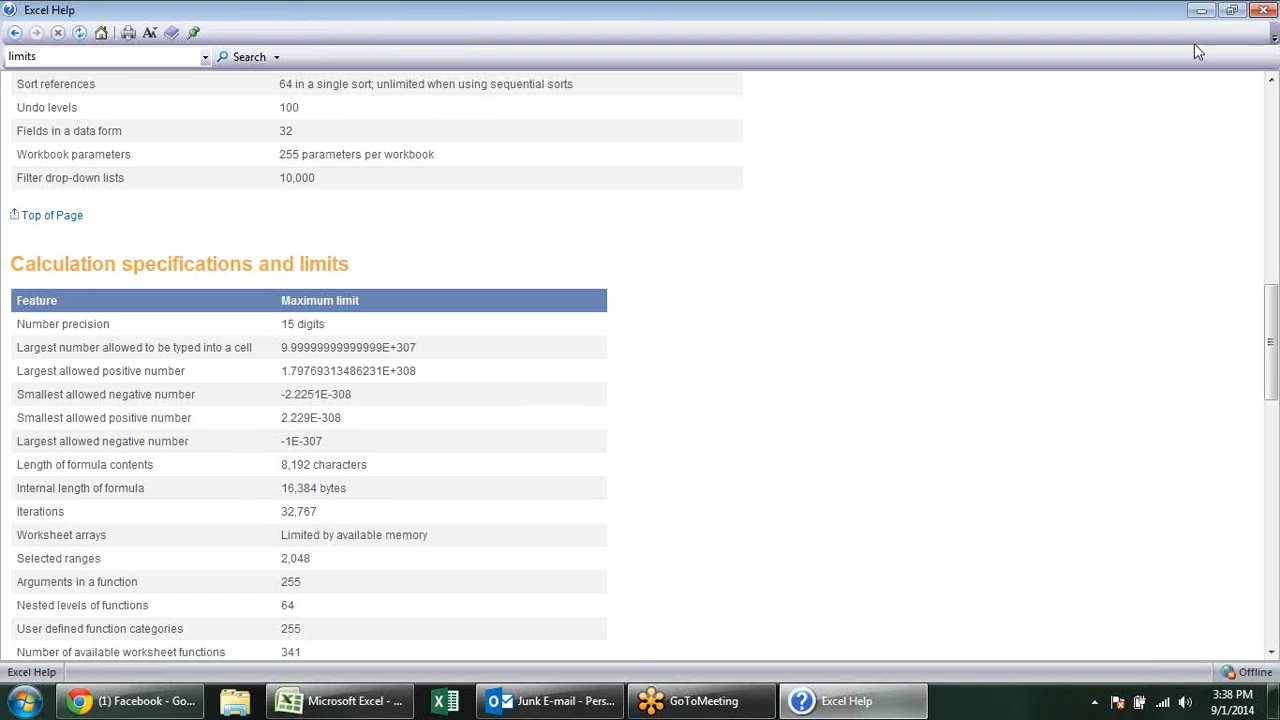 Excel Help
limits
Search
Sort references 64 in a single sort; unlimited when using sequential sorts
Undo levels 100
Fields in a data form 32
Workbook parameters 255 parameters per workbook
Filter drop-down lists 10,000
Top of Page
Calculation specifications and limits
Feature Maximum limit
Number precision 15 digits
Largest number allowed to be typed into a cell 9.99999999999999E+307
Largest allowed positive number 1.79769313486231E+308
Smallest allowed negative number -2.2251E-308
Smallest allowed positive number 2.229E-308
Largest allowed negative number -1E-307
Length of formula contents 8,192 characters
Internal length of formula 16,384 bytes
Iterations 32,767
Worksheet arrays Limited by available memory
Selected ranges 2,048
Arguments in a function 255
Nested levels of functions 64
User defined function categories 255
Number of available worksheet functions 341
Excel Help Offline
(1) Facebook - Go... Microsoft Excel - ... Junk E-mail - Pers... GoToMeeting Excel Help 3:38 PM
9/1/2014